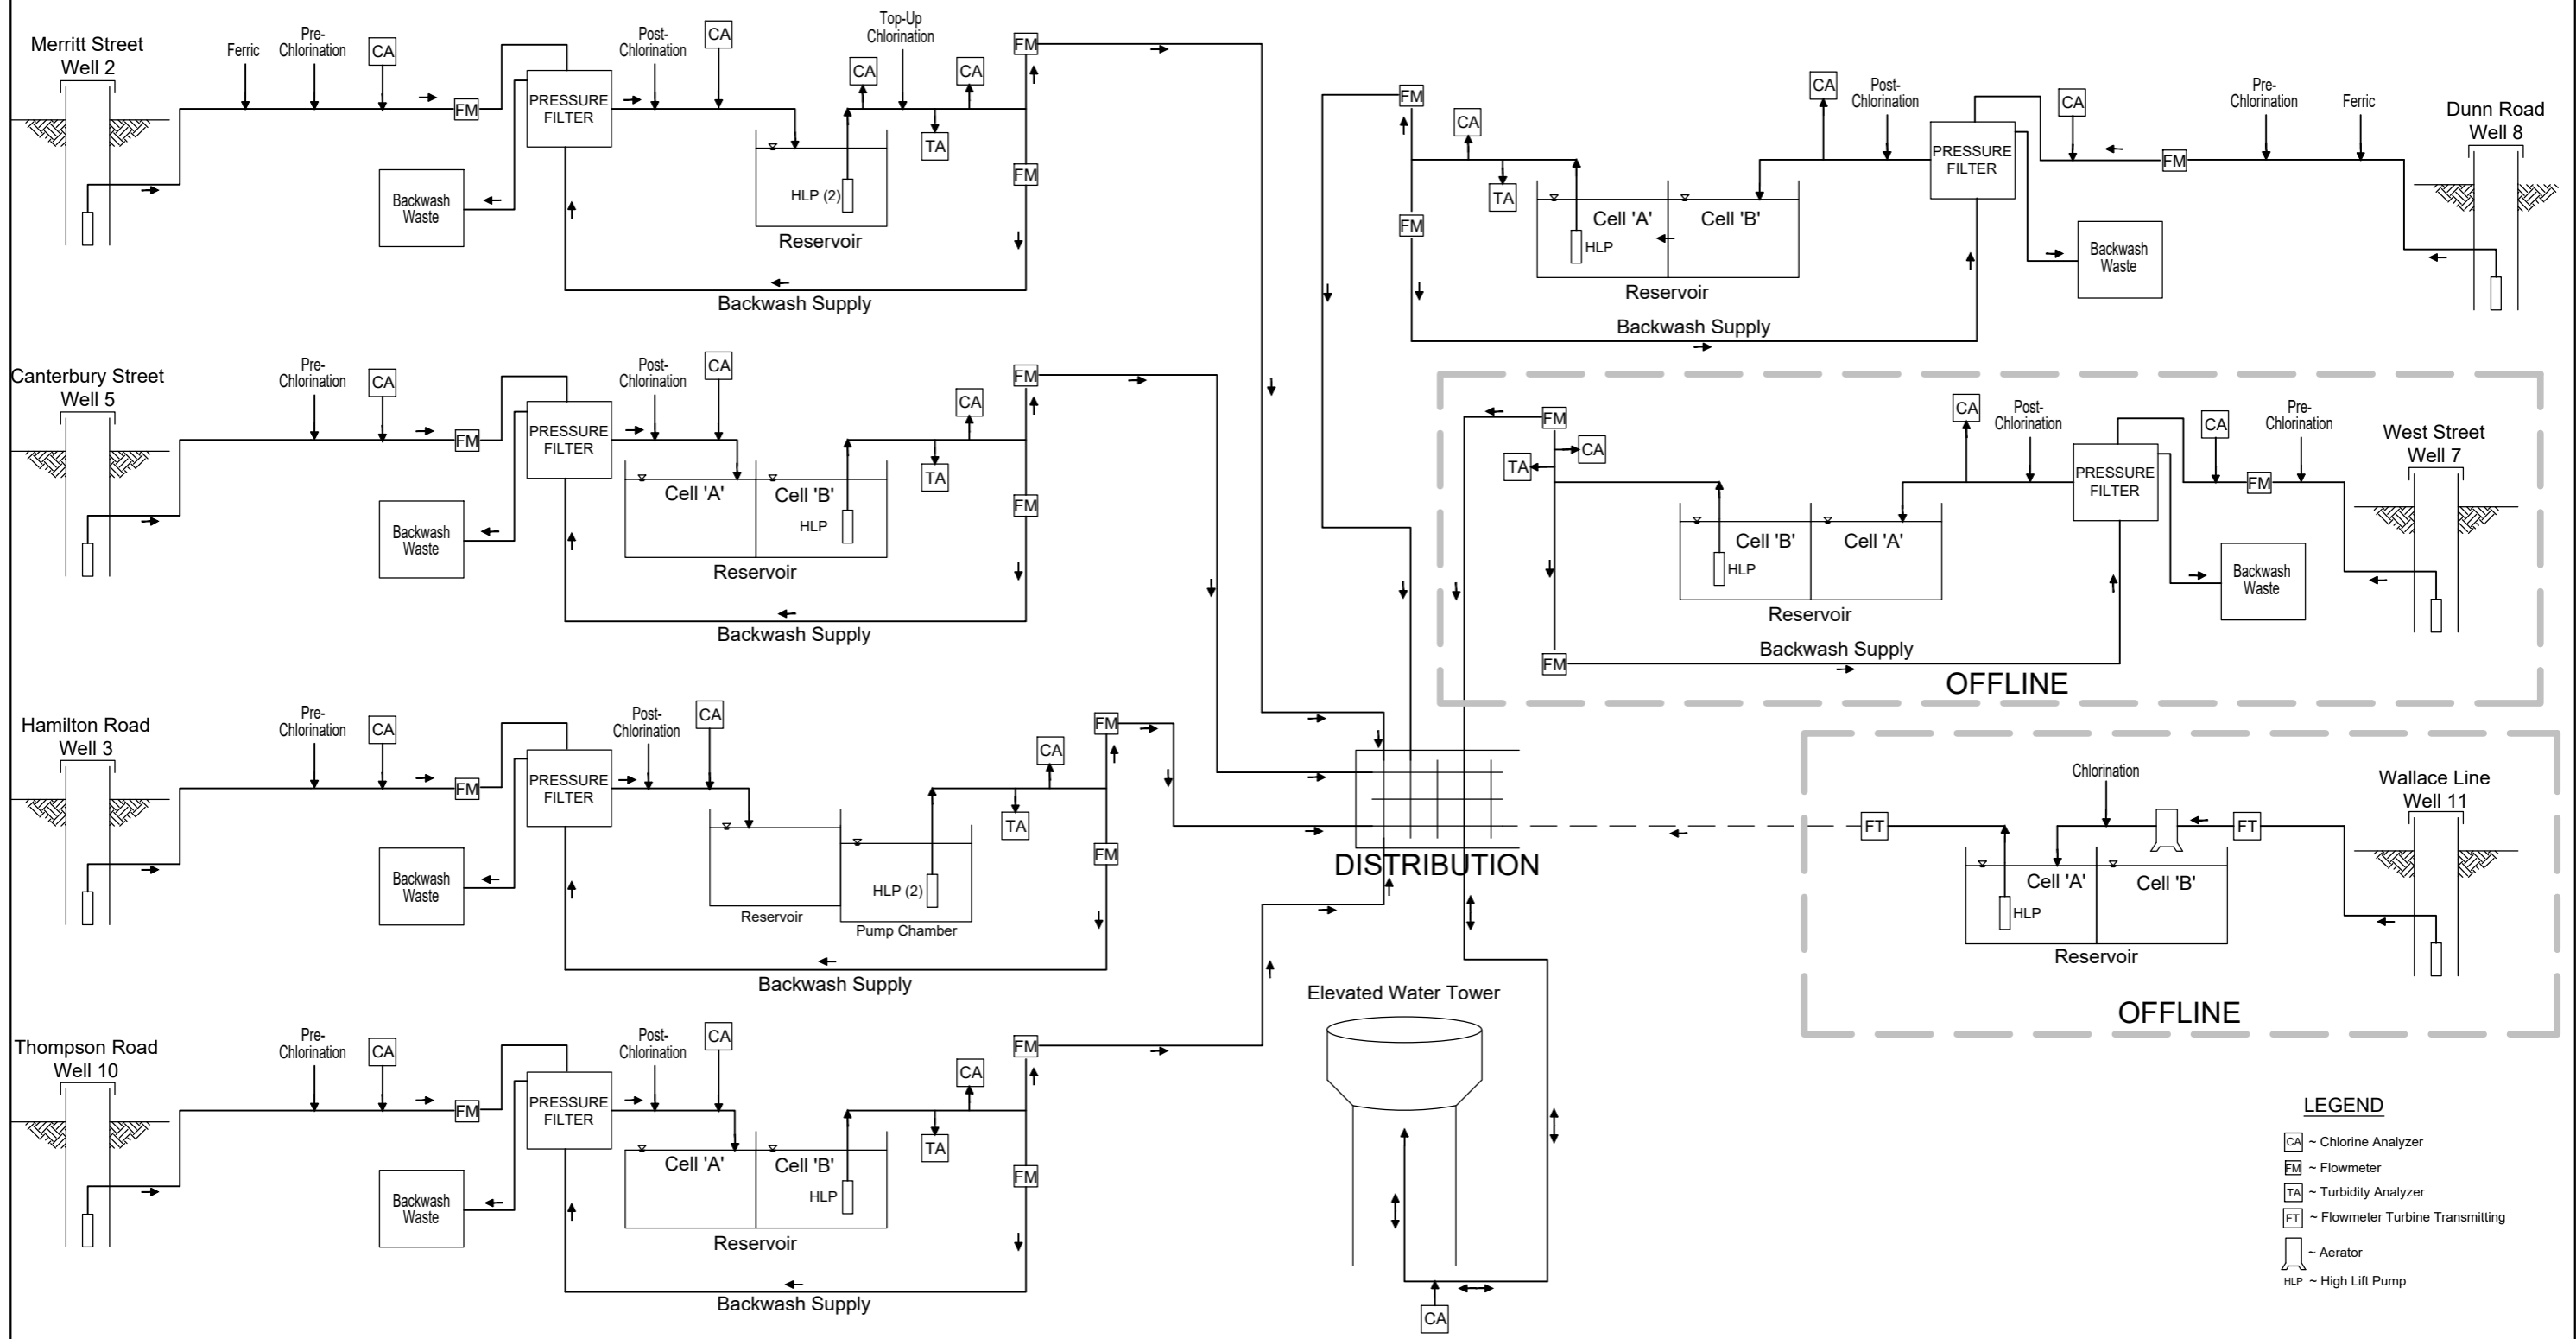 Merritt Street
Well 2
Ferric
Pre-
Chlorination
CA
FM
PRESSURE
FILTER
Backwash
Waste
Post-
Chlorination
CA
HLP (2)
Reservoir
CA
Top-Up
Chlorination
TA
CA
FM
FM
Backwash Supply
Canterbury Street
Well 5
Pre-
Chlorination
CA
FM
PRESSURE
FILTER
Backwash
Waste
Post-
Chlorination
CA
Cell 'A'
Cell 'B'
HLP
Reservoir
TA
CA
FM
FM
Backwash Supply
Hamilton Road
Well 3
Pre-
Chlorination
CA
FM
PRESSURE
FILTER
Backwash
Waste
Post-
Chlorination
CA
Reservoir
HLP (2)
Pump Chamber
TA
CA
FM
FM
Backwash Supply
Thompson Road
Well 10
Pre-
Chlorination
CA
FM
PRESSURE
FILTER
Backwash
Waste
Post-
Chlorination
CA
Cell 'A'
Cell 'B'
HLP
Reservoir
TA
CA
FM
FM
Backwash Supply
FM
FM
CA
TA
Cell 'A'
Cell 'B'
HLP
Reservoir
CA
Post-
Chlorination
PRESSURE
FILTER
CA
FM
Pre-
Chlorination
Ferric
Dunn Road
Well 8
Backwash
Waste
Backwash Supply
FM
CA
TA
Cell 'B'
Cell 'A'
HLP
Reservoir
CA
Post-
Chlorination
PRESSURE
FILTER
CA
FM
Pre-
Chlorination
West Street
Well 7
Backwash
Waste
FM
Backwash Supply
OFFLINE
DISTRIBUTION
FT
Chlorination
FT
Wallace Line
Well 11
Cell 'A'
Cell 'B'
HLP
Reservoir
OFFLINE
Elevated Water Tower
CA
LEGEND
CA ~ Chlorine Analyzer
FM ~ Flowmeter
TA ~ Turbidity Analyzer
FT ~ Flowmeter Turbine Transmitting
~ Aerator
HLP ~ High Lift Pump